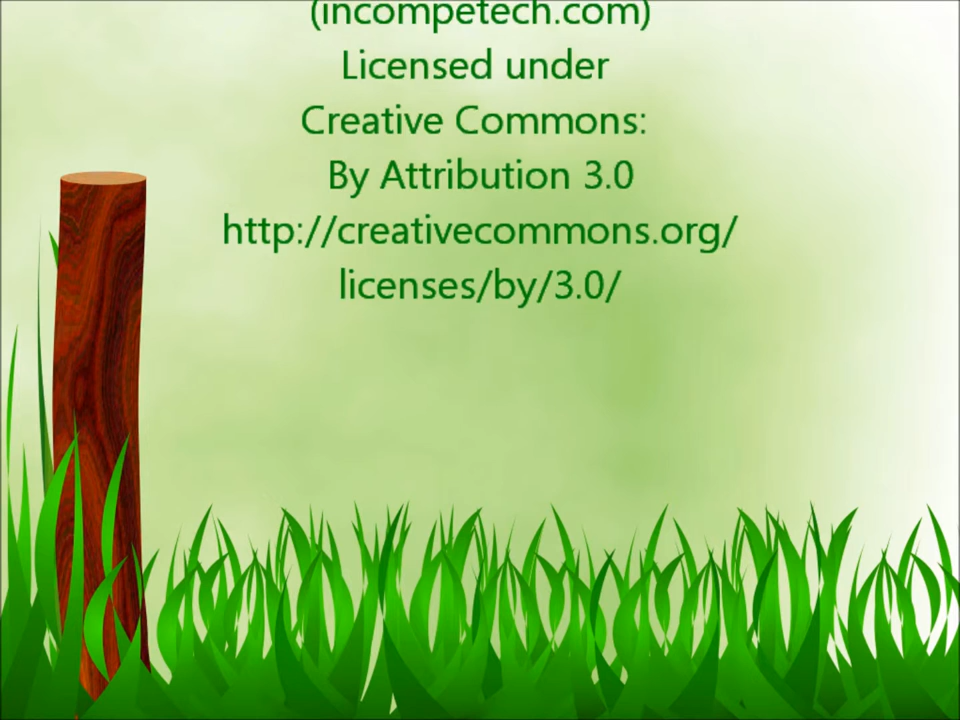 (incompetech.com)
Licensed under
Creative Commons:
By Attribution 3.0
http://creativecommons.org/
licenses/by/3.0/